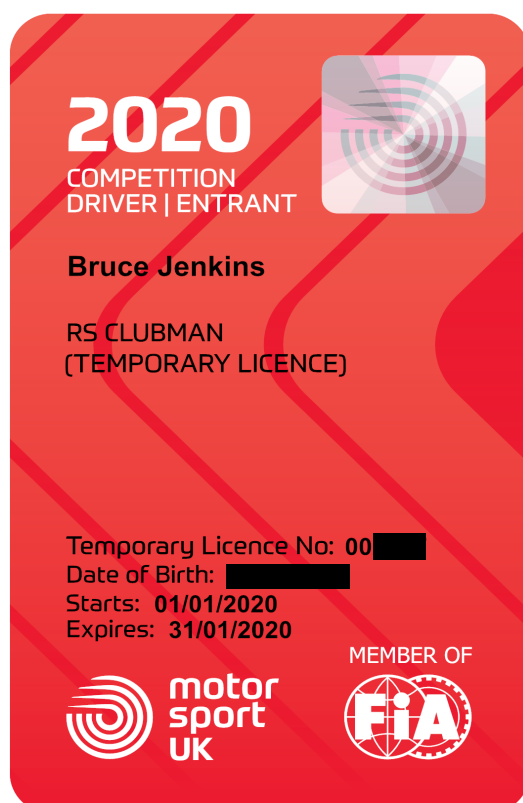 2020
COMPETITION
DRIVER | ENTRANT
Bruce Jenkins
RS CLUBMAN
(TEMPORARY LICENCE)
Temporary Licence No: 00
Date of Birth:
Starts: 01/01/2020
Expires: 31/01/2020
MEMBER OF
motor
sport
UK
FiA